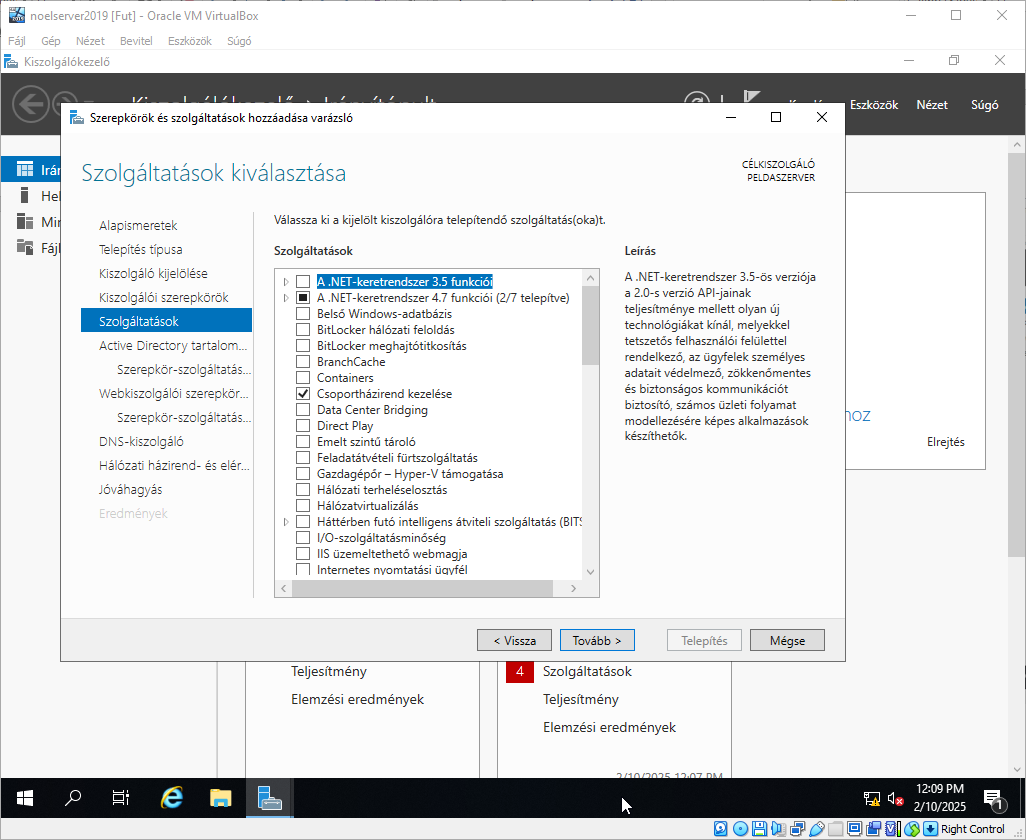 noelserver2019 [Fut] - Oracle VM VirtualBox
Fájl Gép Nézet Bevitel Eszközök Súgó
Kiszolgálókezelő
Eszközök Nézet Súgó
Szerepkörök és szolgáltatások hozzáadása varázsló
Szolgáltatások kiválasztása
CÉLKISZOLGÁLÓ
PELDASZERVER
Alapismeretek
Telepítés típusa
Kiszolgáló kijelölése
Kiszolgálói szerepkörök
Szolgáltatások
Active Directory tartalom...
Szerepkör-szolgáltatás...
Webkiszolgálói szerepkör...
Szerepkör-szolgáltatás...
DNS-kiszolgáló
Hálózati házirend- és elér...
Jóváhagyás
Eredmények
Válassza ki a kijelölt kiszolgálóra telepítendő szolgáltatás(oka)t.
Szolgáltatások
A .NET-keretrendszer 3.5 funkciói
A .NET-keretrendszer 4.7 funkciói (2/7 telepítve)
Belső Windows-adatbázis
BitLocker hálózati feloldás
BitLocker meghajtótitkosítás
BranchCache
Containers
Csoportházirend kezelése
Data Center Bridging
Direct Play
Emelt szintű tároló
Feladatátvételi fürtszolgáltatás
Gazdagépőr – Hyper-V támogatása
Hálózati terheléselosztás
Hálózatvirtualizálás
Háttérben futó intelligens átviteli szolgáltatás (BITS
I/O-szolgáltatásminőség
IIS üzemeltethető webmagja
Internetes nyomtatási ügyfél
Leírás
A .NET-keretrendszer 3.5-ös verziója
a 2.0-s verzió API-jainak
teljesítménye mellett olyan új
technológiákat kínál, melyekkel
tetszetős felhasználói felülettel
rendelkező, az ügyfelek személyes
adatait védelmező, zökkenőmentes
és biztonságos kommunikációt
biztosító, számos üzleti folyamat
modellezésére képes alkalmazások
készíthetők.
Elrejtés
< Vissza Tovább > Telepítés Mégse
Teljesítmény
Elemzési eredmények
4 Szolgáltatások
Teljesítmény
Elemzési eredmények
2/10/2025 12:07 PM
12:09 PM
2/10/2025
1
Right Control